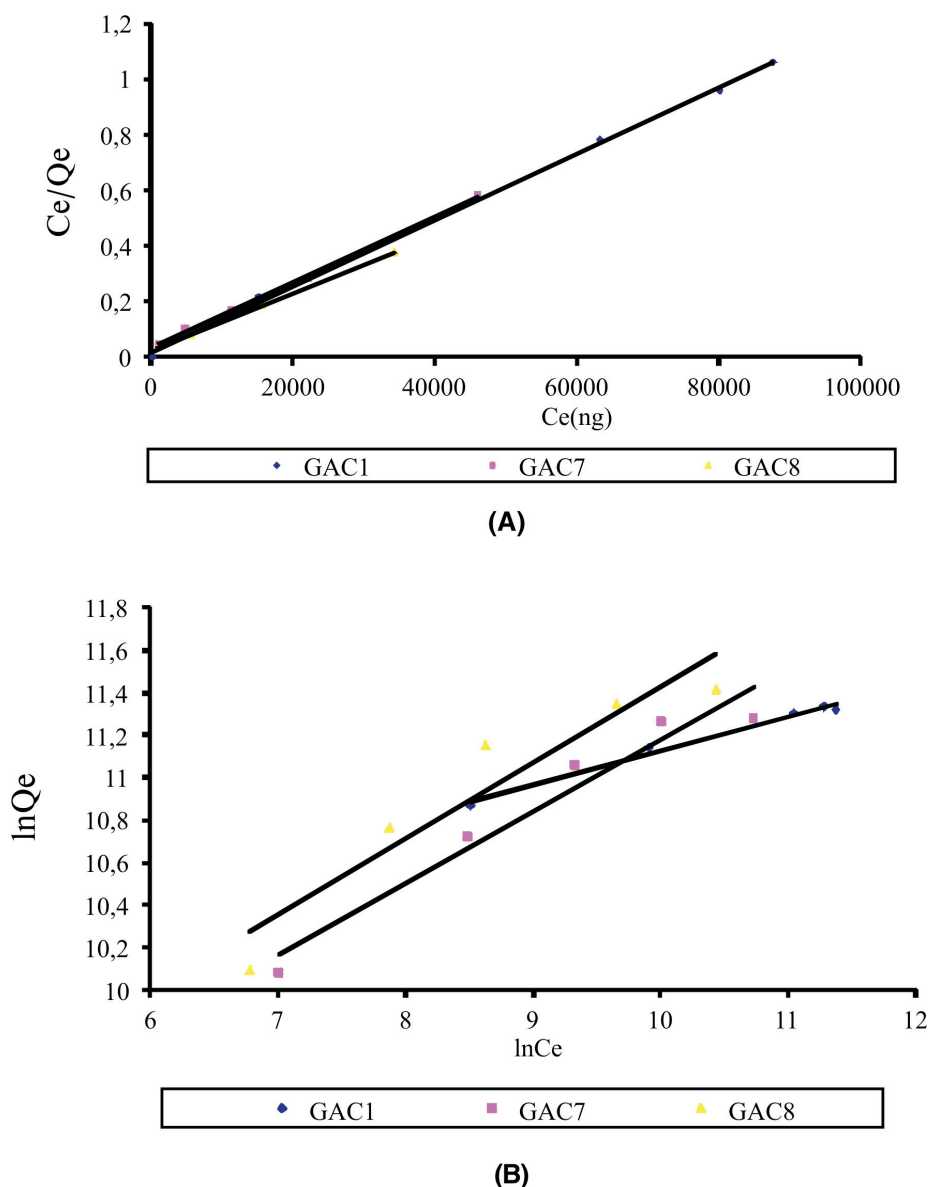 1,2
1
0,8
0,6
0,4
0,2
0
Ce/Qe
0 20000 40000 60000 80000 100000
Ce(ng)
GAC1 GAC7 GAC8
(A)
11,8
11,6
11,4
11,2
11
10,8
10,6
10,4
10,2
10
lnQe
6 7 8 9 10 11 12
lnCe
GAC1 GAC7 GAC8
(B)